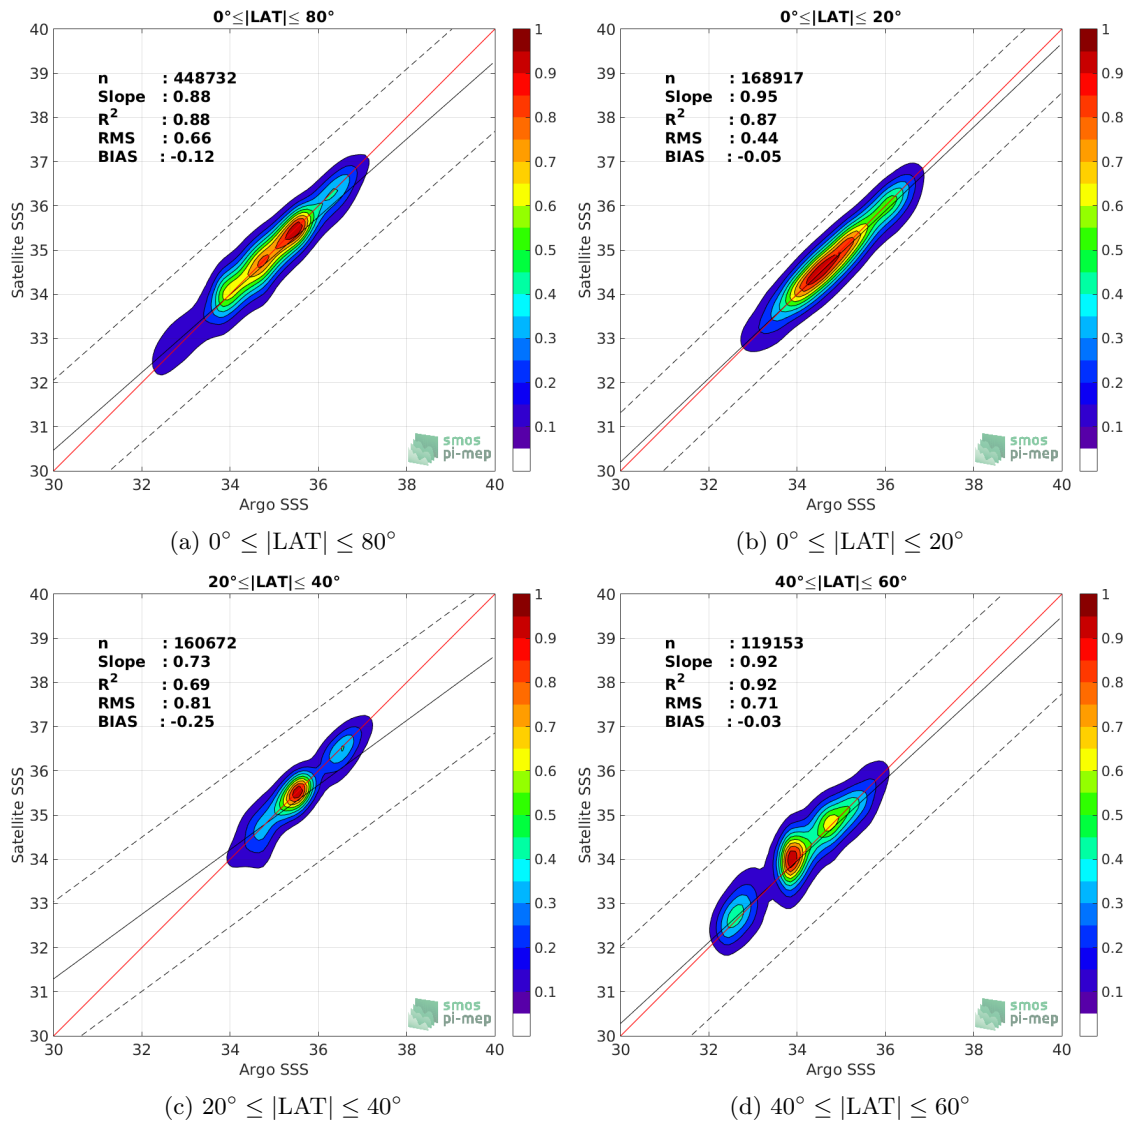 0°≤|LAT|≤ 80°
40
39
38
37
36
35
34
33
32
31
30
Satellite SSS
n : 448732
Slope : 0.88
R² : 0.88
RMS : 0.66
BIAS : -0.12
smos
pi-mep
30 32 34 36 38 40
Argo SSS
1
0.9
0.8
0.7
0.6
0.5
0.4
0.3
0.2
0.1
(a) 0° ≤ |LAT| ≤ 80°
0°≤|LAT|≤ 20°
40
39
38
37
36
35
34
33
32
31
30
Satellite SSS
n : 168917
Slope : 0.95
R² : 0.87
RMS : 0.44
BIAS : -0.05
smos
pi-mep
30 32 34 36 38 40
Argo SSS
1
0.9
0.8
0.7
0.6
0.5
0.4
0.3
0.2
0.1
(b) 0° ≤ |LAT| ≤ 20°
20°≤|LAT|≤ 40°
40
39
38
37
36
35
34
33
32
31
30
Satellite SSS
n : 160672
Slope : 0.73
R² : 0.69
RMS : 0.81
BIAS : -0.25
smos
pi-mep
30 32 34 36 38 40
Argo SSS
1
0.9
0.8
0.7
0.6
0.5
0.4
0.3
0.2
0.1
(c) 20° ≤ |LAT| ≤ 40°
40°≤|LAT|≤ 60°
40
39
38
37
36
35
34
33
32
31
30
Satellite SSS
n : 119153
Slope : 0.92
R² : 0.92
RMS : 0.71
BIAS : -0.03
smos
pi-mep
30 32 34 36 38 40
Argo SSS
1
0.9
0.8
0.7
0.6
0.5
0.4
0.3
0.2
0.1
(d) 40° ≤ |LAT| ≤ 60°